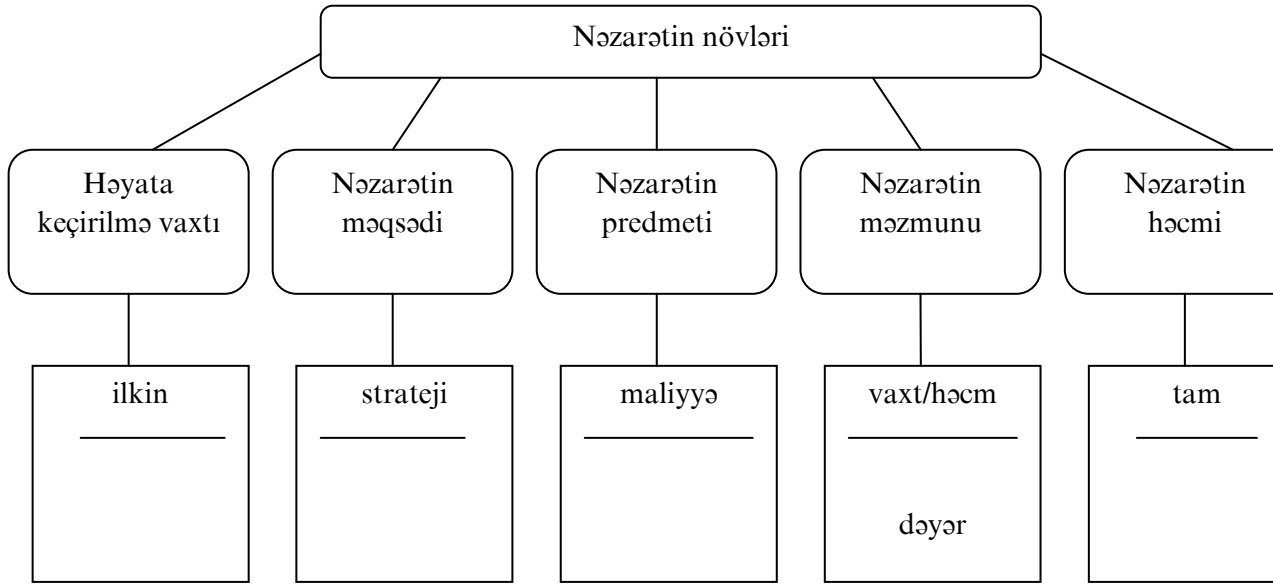 Nəzarətin növləri
Həyata
keçirilmə vaxtı
Nəzarətin
məqsədi
Nəzarətin
predmeti
Nəzarətin
məzmunu
Nəzarətin
həcmi
ilkin
strateji
maliyyə
vaxt/həcm
dəyər
tam